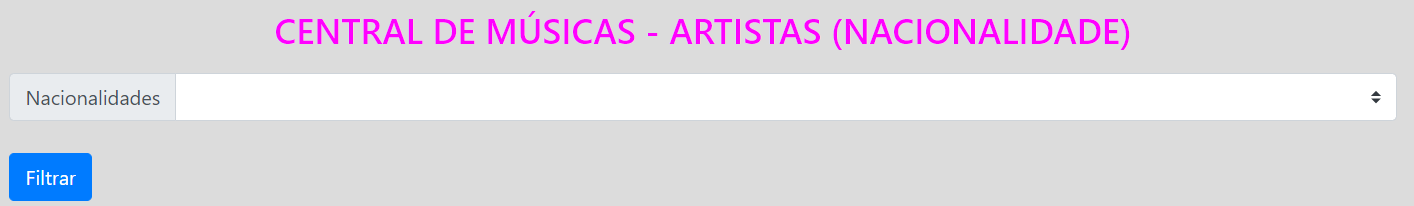 CENTRAL DE MÚSICAS - ARTISTAS (NACIONALIDADE)
Nacionalidades
Filtrar